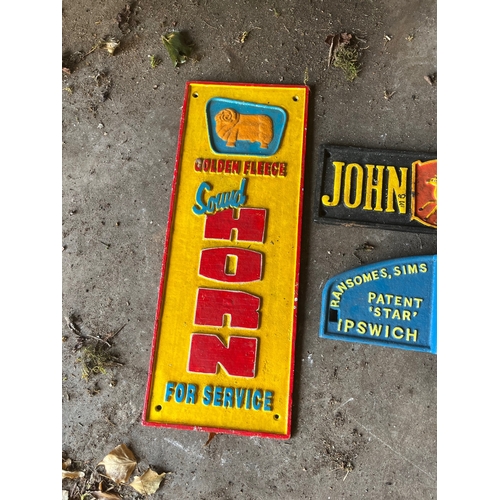 GOLDEN FLEECE
Sound
HORN
FOR SERVICE
JOHN
RANSOMES, SIMS
PATENT
'STAR'
IPSWICH